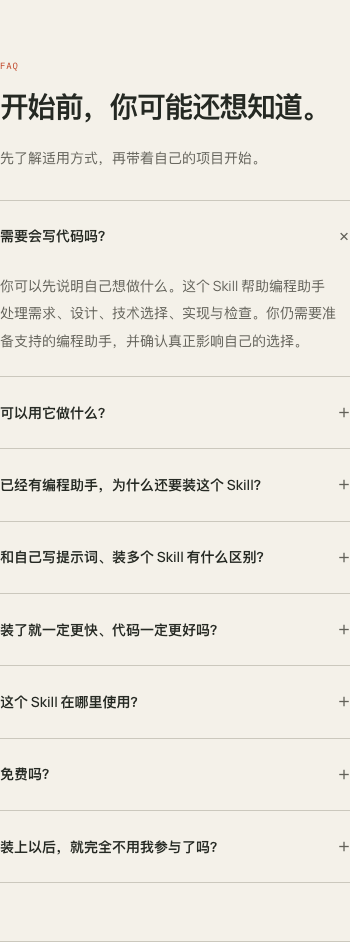 FAQ
开始前，你可能还想知道。
先了解适用方式，再带着自己的项目开始。
需要会写代码吗？ ×
你可以先说明自己想做什么。这个 Skill 帮助编程助手
处理需求、设计、技术选择、实现与检查。你仍需要准
备支持的编程助手，并确认真正影响自己的选择。
可以用它做什么？ +
已经有编程助手，为什么还要装这个 Skill？ +
和自己写提示词、装多个 Skill 有什么区别？ +
装了就一定更快、代码一定更好吗？ +
这个 Skill 在哪里使用？ +
免费吗？ +
装上以后，就完全不用我参与了吗？ +